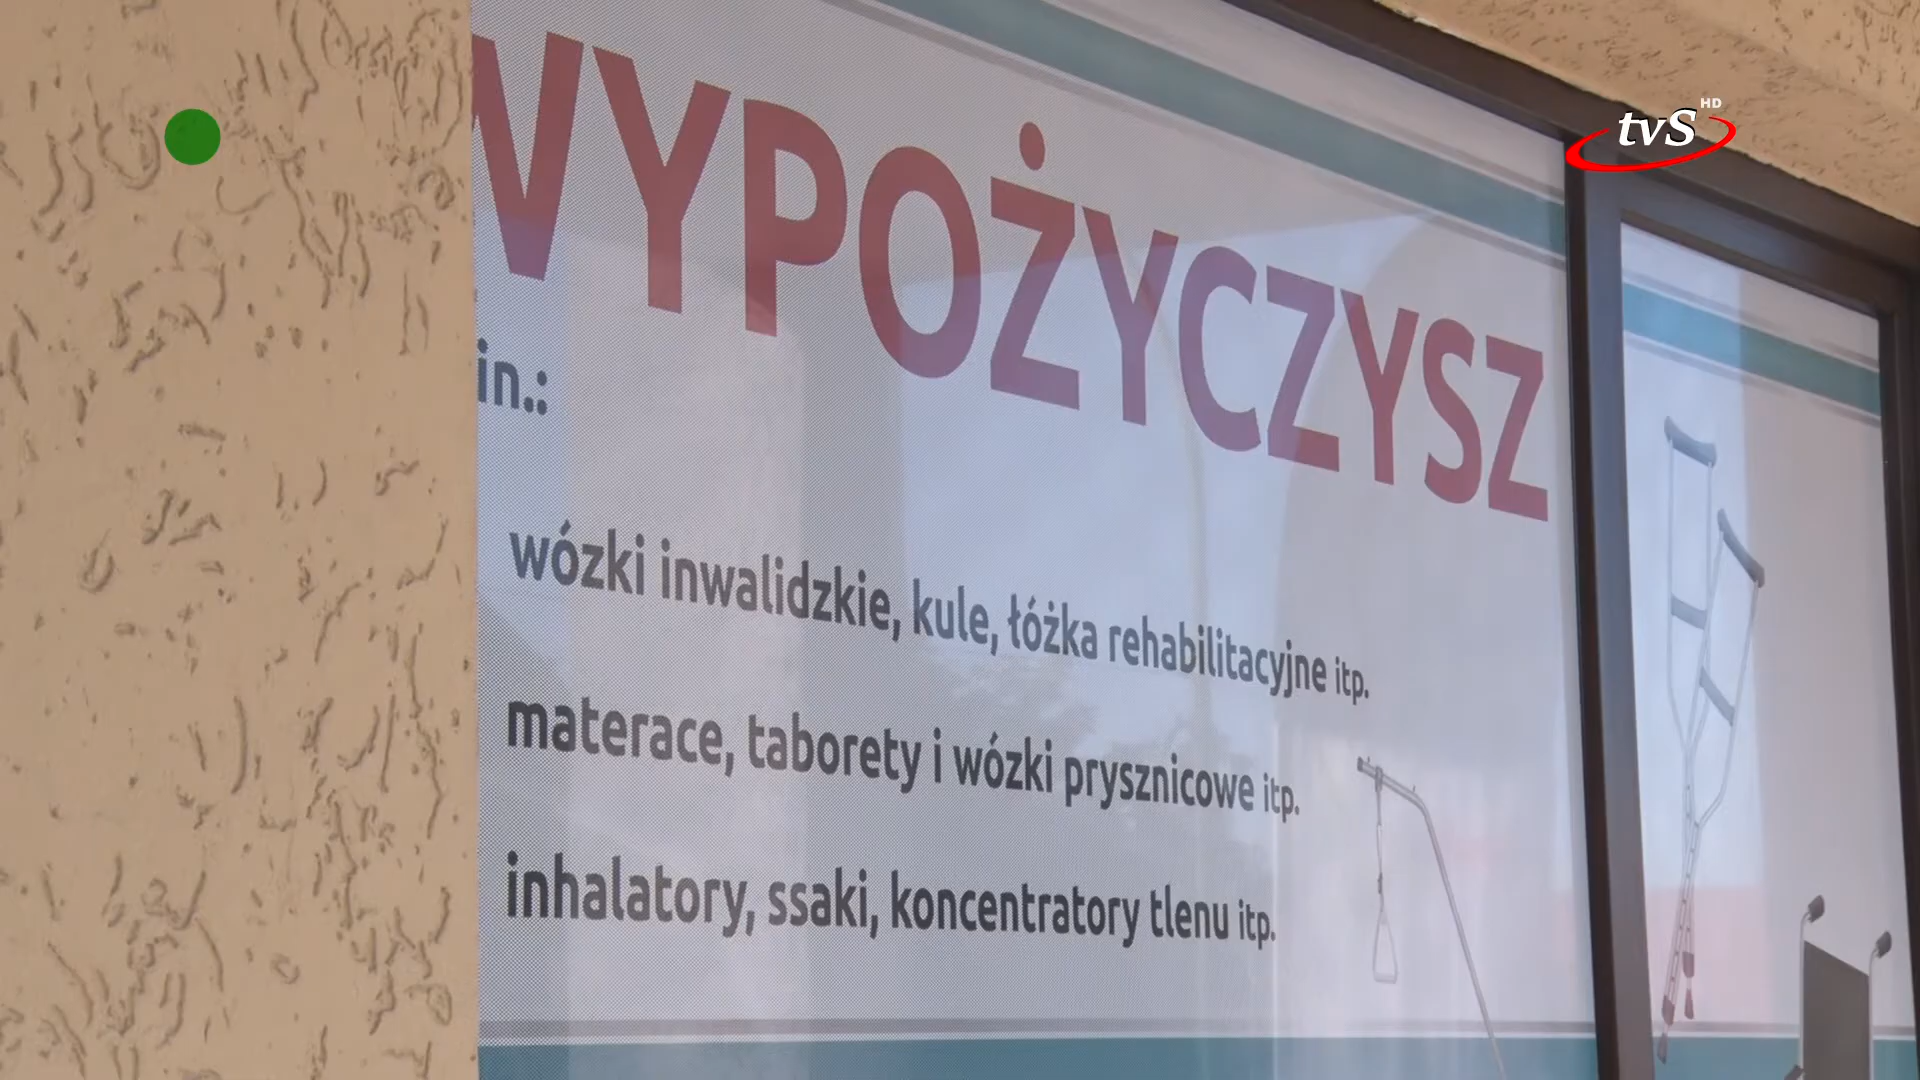 WYPOŻYCZYSZ
in.:
wózki inwalidzkie, kule, łóżka rehabilitacyjne itp.
materace, taborety i wózki prysznicowe itp.
inhalatory, ssaki, koncentratory tlenu itp.
tvS HD